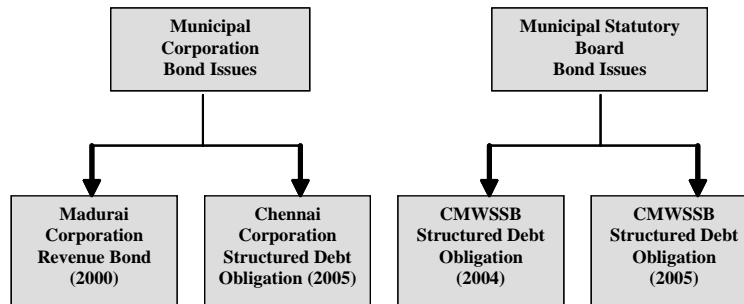 Municipal
Corporation
Bond Issues
Municipal Statutory
Board
Bond Issues
Madurai
Corporation
Revenue Bond
(2000)
Chennai
Corporation
Structured Debt
Obligation (2005)
CMWSSB
Structured Debt
Obligation
(2004)
CMWSSB
Structured Debt
Obligation
(2005)